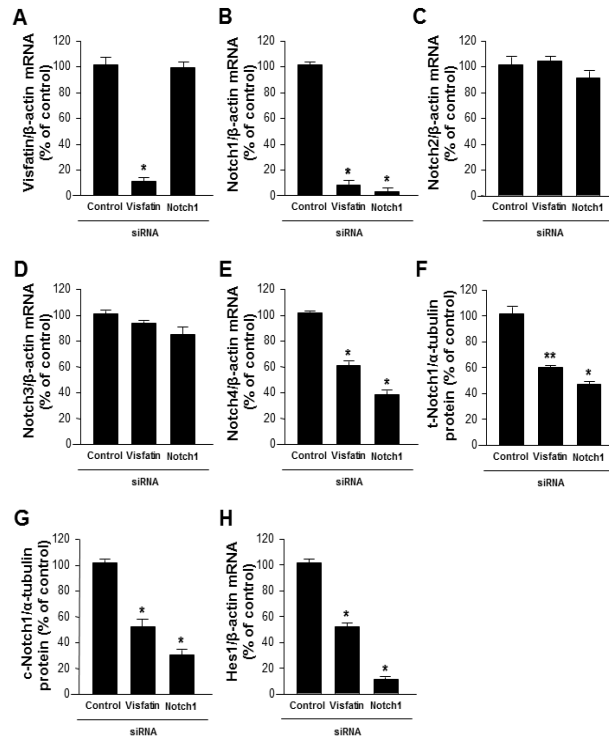 A
Visfatin/β-actin mRNA
(% of control)
120
100
80
60
40
20
0
*
Control Visfatin Notch1
siRNA
B
Notch1/β-actin mRNA
(% of control)
120
100
80
60
40
20
0
*
*
Control Visfatin Notch1
siRNA
C
Notch2/β-actin mRNA
(% of control)
120
100
80
60
40
20
0
Control Visfatin Notch1
siRNA
D
Notch3/β-actin mRNA
(% of control)
120
100
80
60
40
20
0
Control Visfatin Notch1
siRNA
E
Notch4/β-actin mRNA
(% of control)
120
100
80
60
40
20
0
*
*
Control Visfatin Notch1
siRNA
F
t-Notch1/α-tubulin
protein (% of control)
120
100
80
60
40
20
0
**
*
Control Visfatin Notch1
siRNA
G
c-Notch1/α-tubulin
protein (% of control)
120
100
80
60
40
20
0
*
*
Control Visfatin Notch1
siRNA
H
Hes1/β-actin mRNA
(% of control)
120
100
80
60
40
20
0
*
*
Control Visfatin Notch1
siRNA